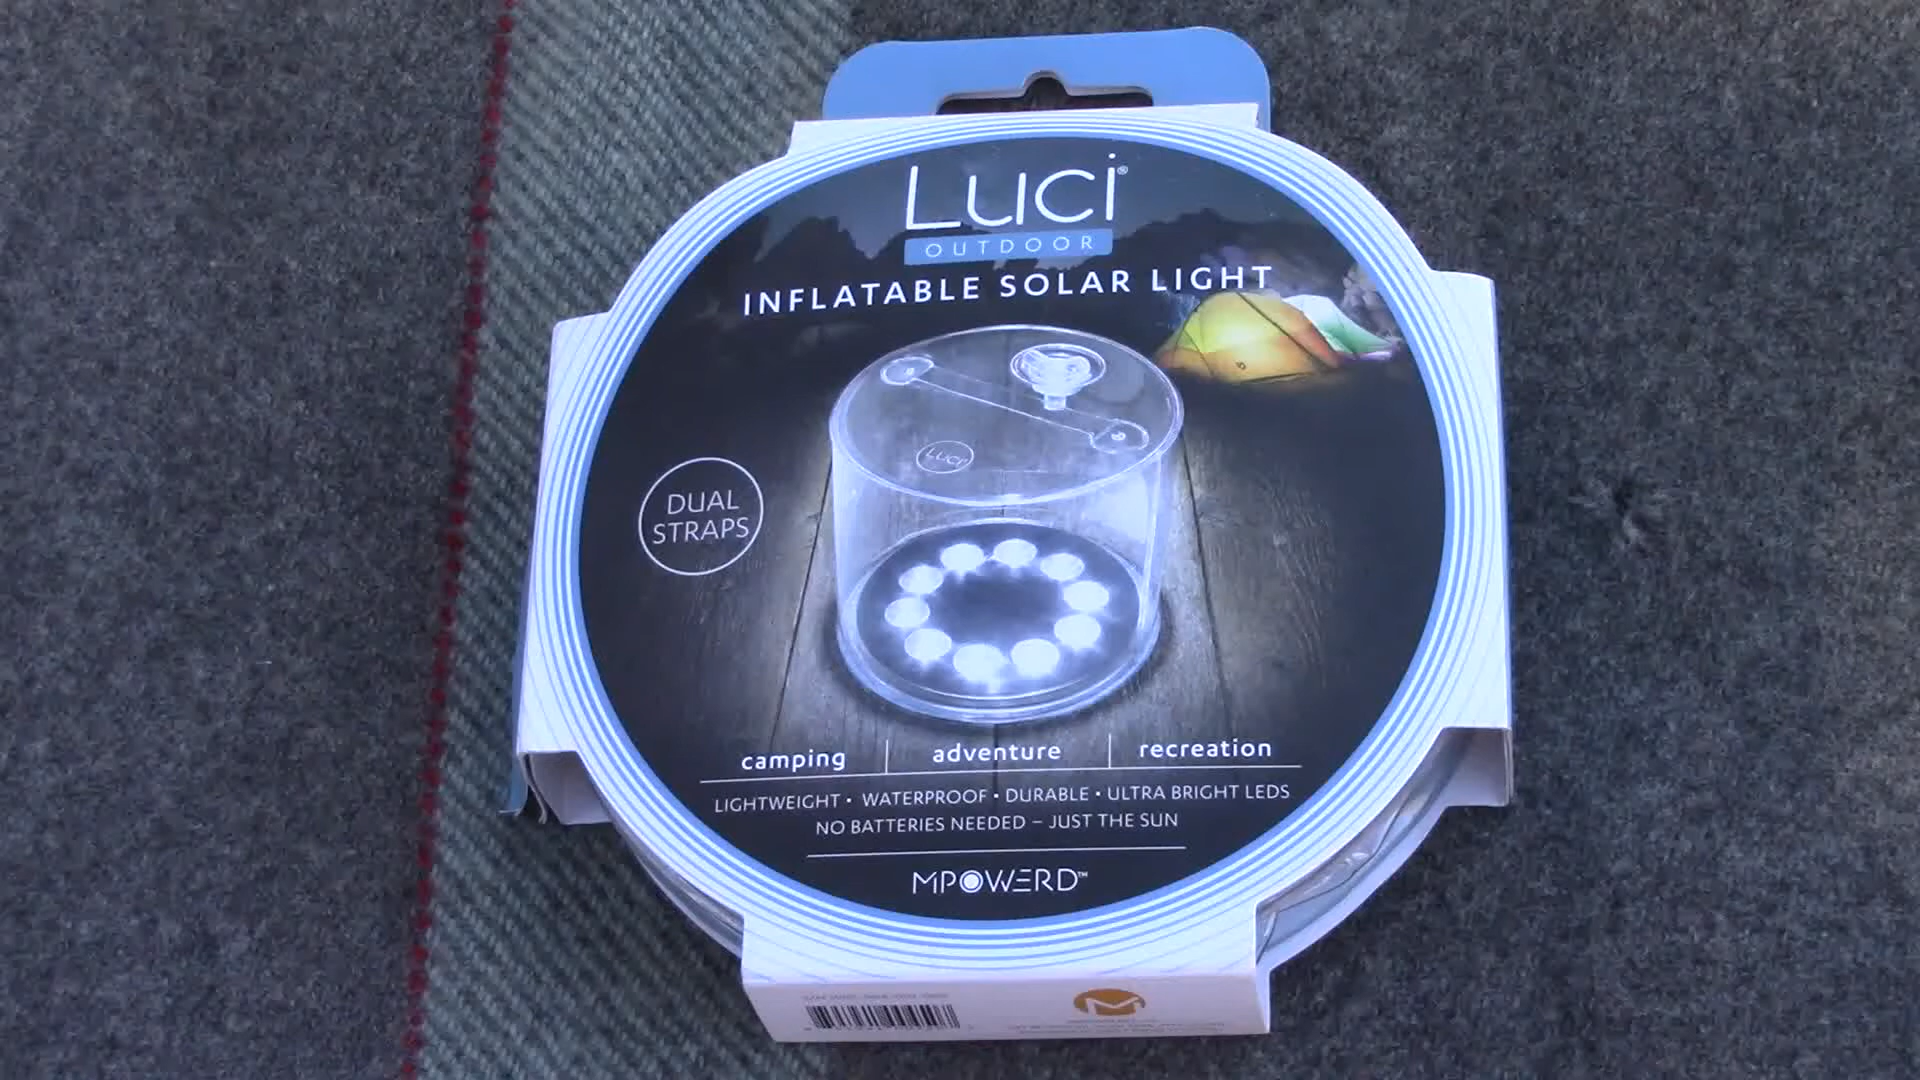 Luci®
OUTDOOR
INFLATABLE SOLAR LIGHT
LUCI
DUAL
STRAPS
camping | adventure | recreation
LIGHTWEIGHT • WATERPROOF • DURABLE • ULTRA BRIGHT LEDS
NO BATTERIES NEEDED – JUST THE SUN
MPOWERD™